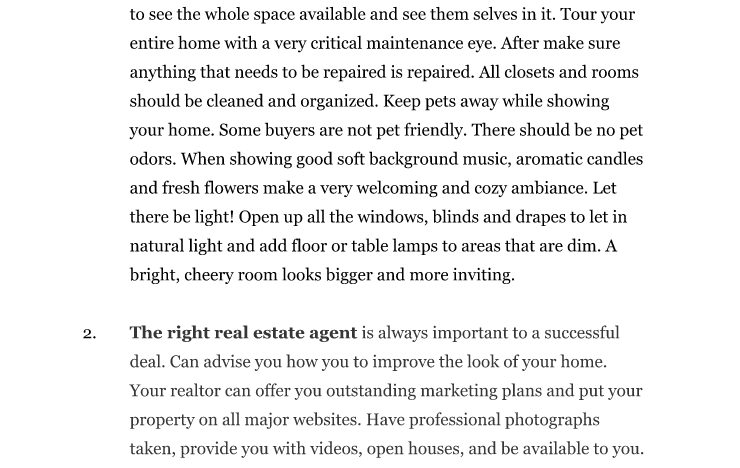 to see the whole space available and see them selves in it. Tour your
entire home with a very critical maintenance eye. After make sure
anything that needs to be repaired is repaired. All closets and rooms
should be cleaned and organized. Keep pets away while showing
your home. Some buyers are not pet friendly. There should be no pet
odors. When showing good soft background music, aromatic candles
and fresh flowers make a very welcoming and cozy ambiance. Let
there be light! Open up all the windows, blinds and drapes to let in
natural light and add floor or table lamps to areas that are dim. A
bright, cheery room looks bigger and more inviting.
2. The right real estate agent is always important to a successful
deal. Can advise you how you to improve the look of your home.
Your realtor can offer you outstanding marketing plans and put your
property on all major websites. Have professional photographs
taken, provide you with videos, open houses, and be available to you.